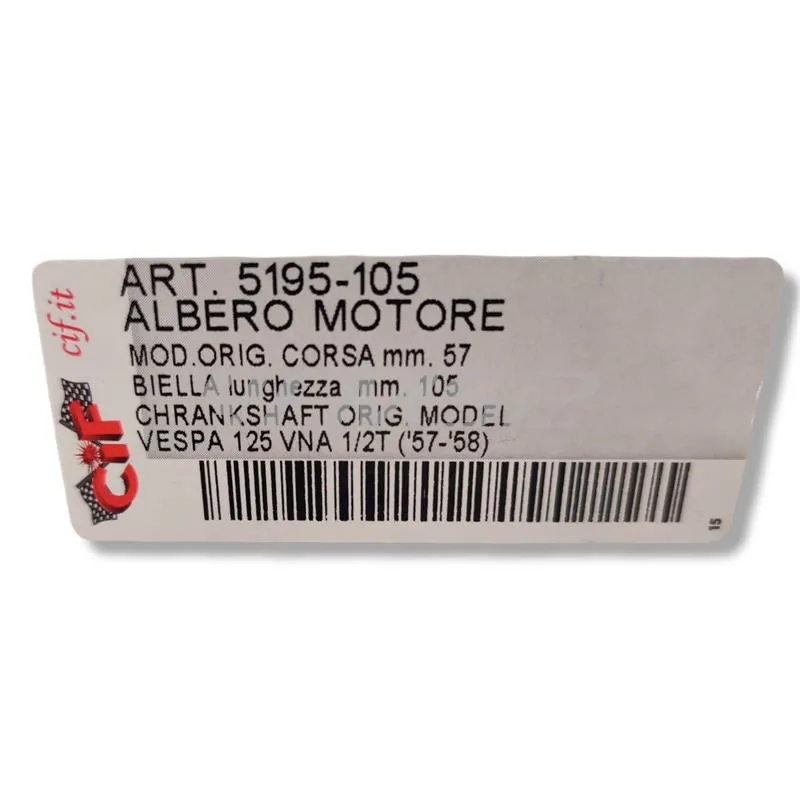 ART. 5195-105
ALBERO MOTORE
MOD.ORIG. CORSA mm. 57
BIELLA lunghezza mm. 105
CHRANKSHAFT ORIG. MODEL
VESPA 125 VNA 1/2T ('57-'58)
cif.it
CIF
15